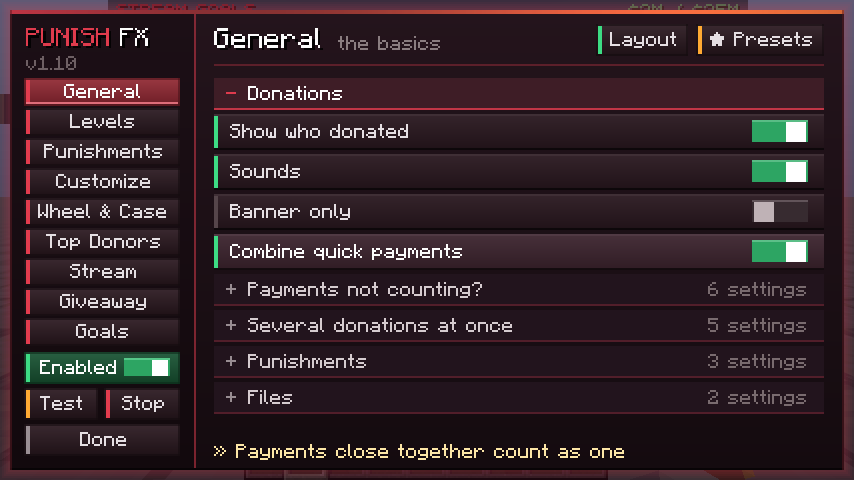 PUNISH FX
v1.10
General
Levels
Punishments
Customize
Wheel & Case
Top Donors
Stream
Giveaway
Goals
Enabled
Test Stop
Done
General the basics
Layout
Presets
− Donations
Show who donated
Sounds
Banner only
Combine quick payments
+ Payments not counting? 6 settings
+ Several donations at once 5 settings
+ Punishments 3 settings
+ Files 2 settings
» Payments close together count as one